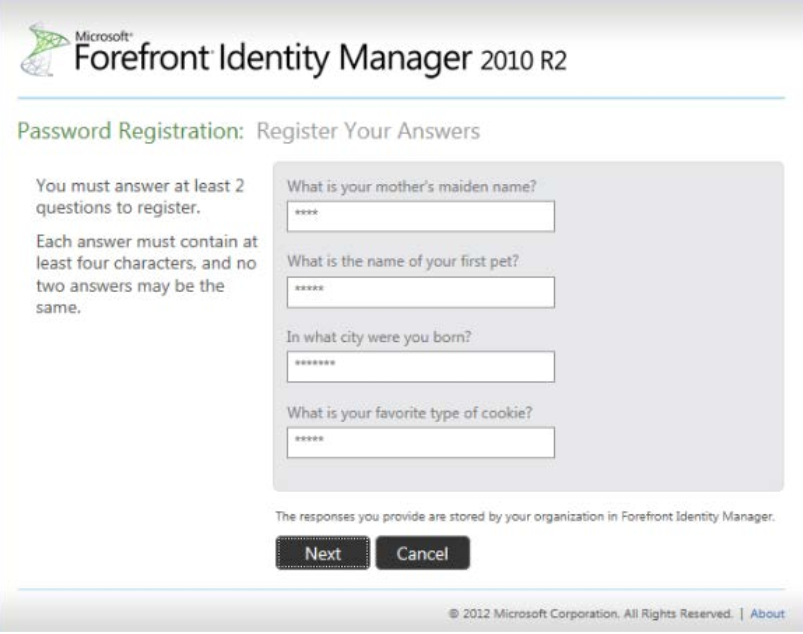 Microsoft®
Forefront Identity Manager 2010 R2
Password Registration: Register Your Answers
You must answer at least 2
questions to register.
Each answer must contain at
least four characters, and no
two answers may be the
same.
What is your mother's maiden name?
****
What is the name of your first pet?
*****
In what city were you born?
*******
What is your favorite type of cookie?
*****
The responses you provide are stored by your organization in Forefront Identity Manager.
Next
Cancel
© 2012 Microsoft Corporation. All Rights Reserved. | About